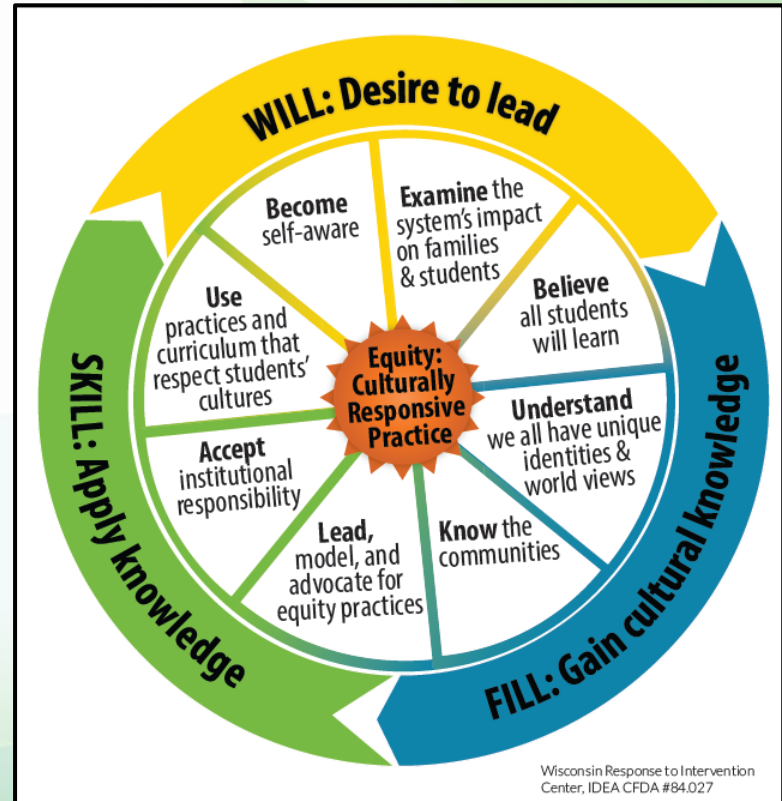 WILL: Desire to lead
Become
self-aware
Examine the
system's impact
on families
& students
Believe
all students
will learn
Understand
we all have unique
identities &
world views
Know the
communities
Lead,
model, and
advocate for
equity practices
Accept
institutional
responsibility
Use
practices and
curriculum that
respect students'
cultures
Equity:
Culturally
Responsive
Practice
FILL: Gain cultural knowledge
SKILL: Apply knowledge
Wisconsin Response to Intervention
Center, IDEA CFDA #84.027